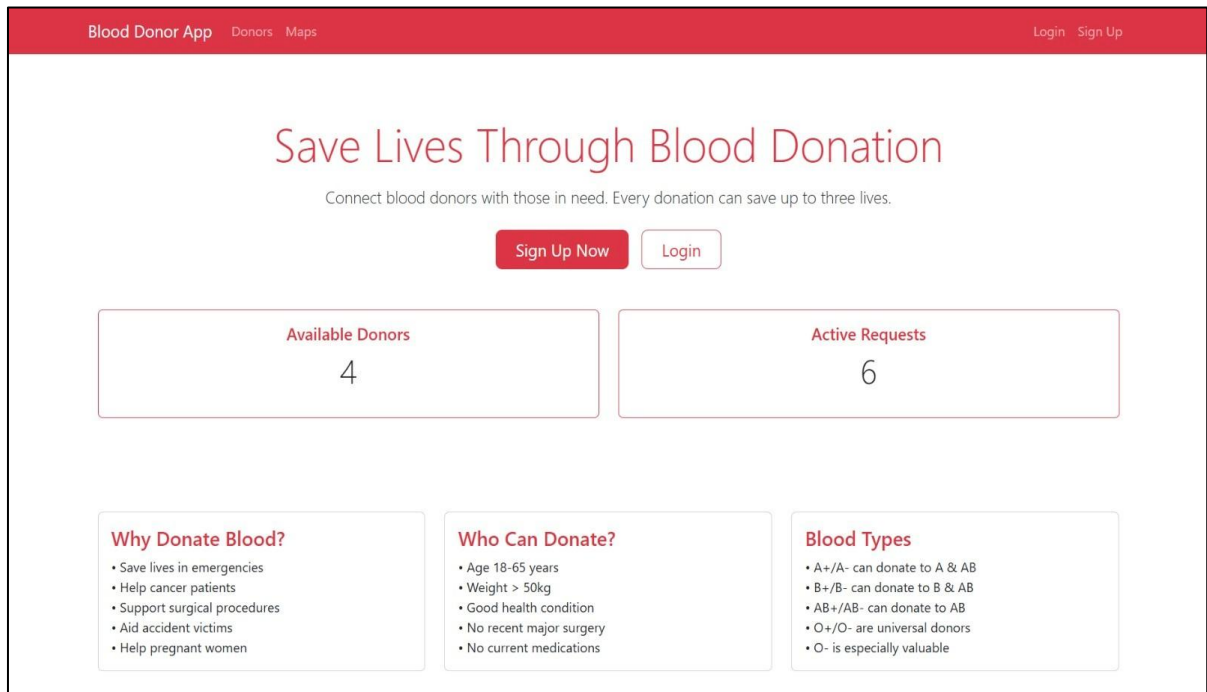 Blood Donor App Donors Maps Login Sign Up
Save Lives Through Blood Donation
Connect blood donors with those in need. Every donation can save up to three lives.
Sign Up Now Login
Available Donors
4
Active Requests
6
Why Donate Blood?
• Save lives in emergencies
• Help cancer patients
• Support surgical procedures
• Aid accident victims
• Help pregnant women
Who Can Donate?
• Age 18-65 years
• Weight > 50kg
• Good health condition
• No recent major surgery
• No current medications
Blood Types
• A+/A- can donate to A & AB
• B+/B- can donate to B & AB
• AB+/AB- can donate to AB
• O+/O- are universal donors
• O- is especially valuable